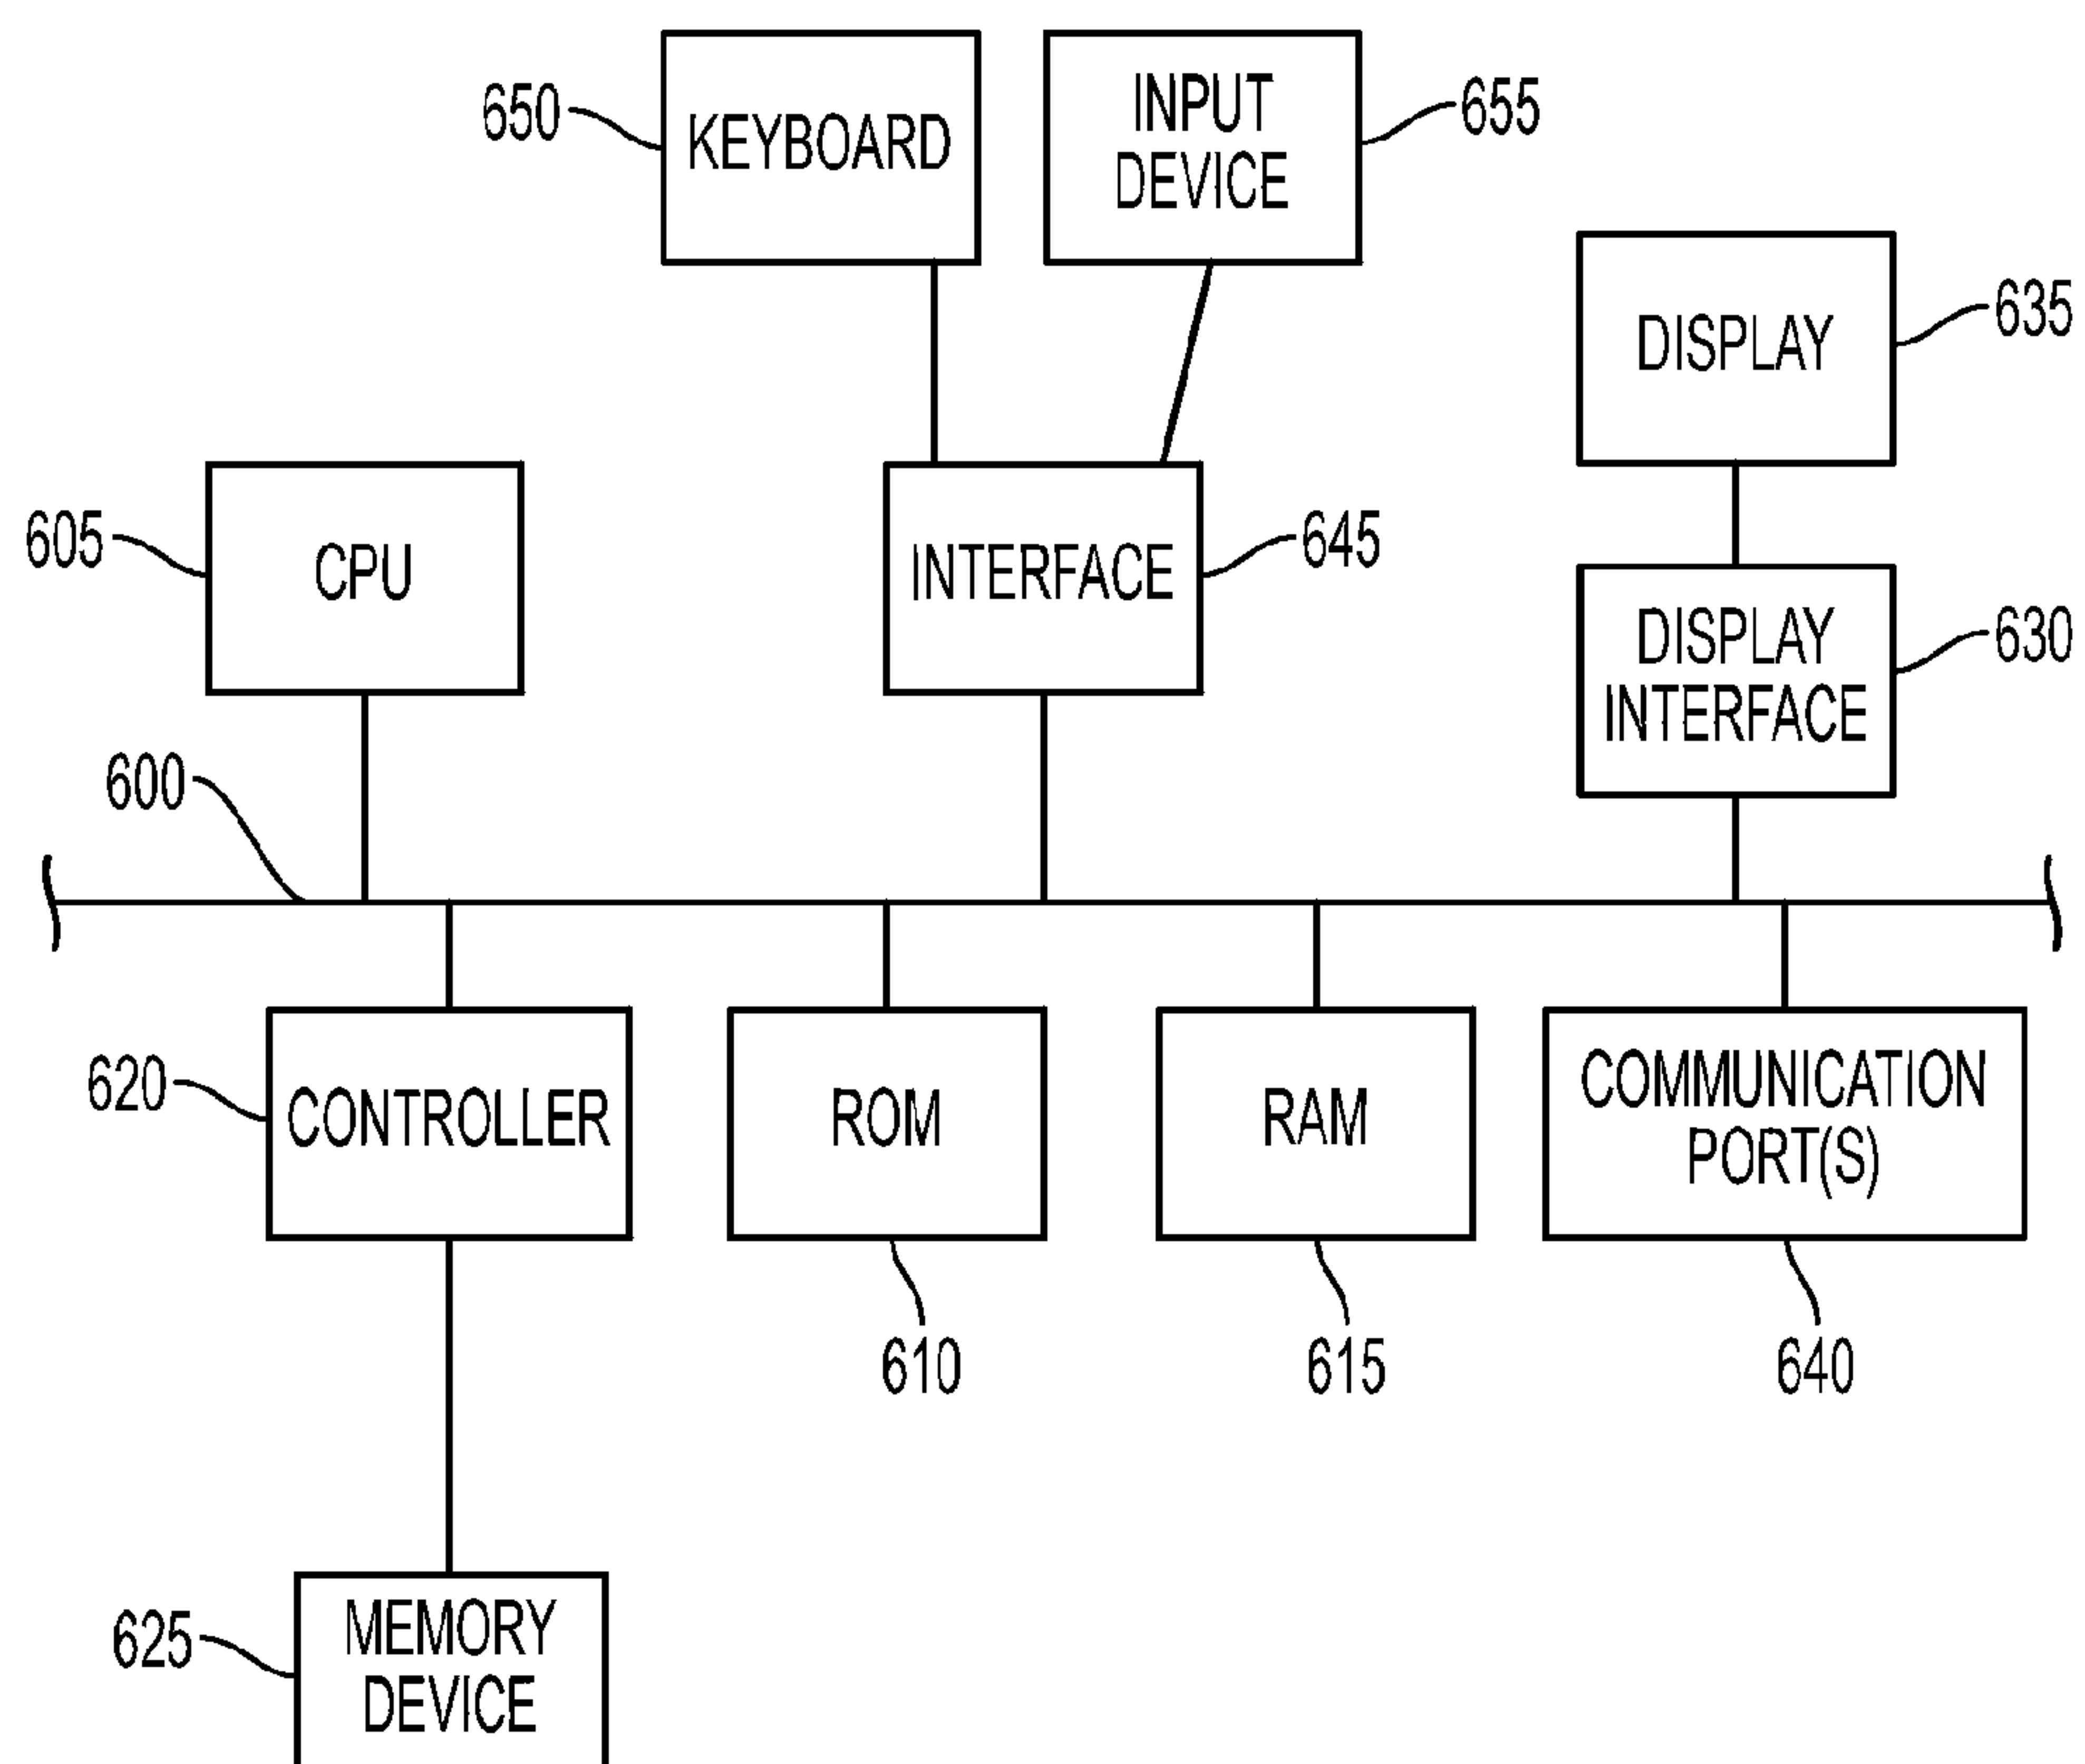 650
KEYBOARD
INPUT
DEVICE
655
DISPLAY
635
605
CPU
INTERFACE
645
DISPLAY
INTERFACE
630
600
620
CONTROLLER
ROM
RAM
COMMUNICATION
PORT(S)
610
615
640
625
MEMORY
DEVICE